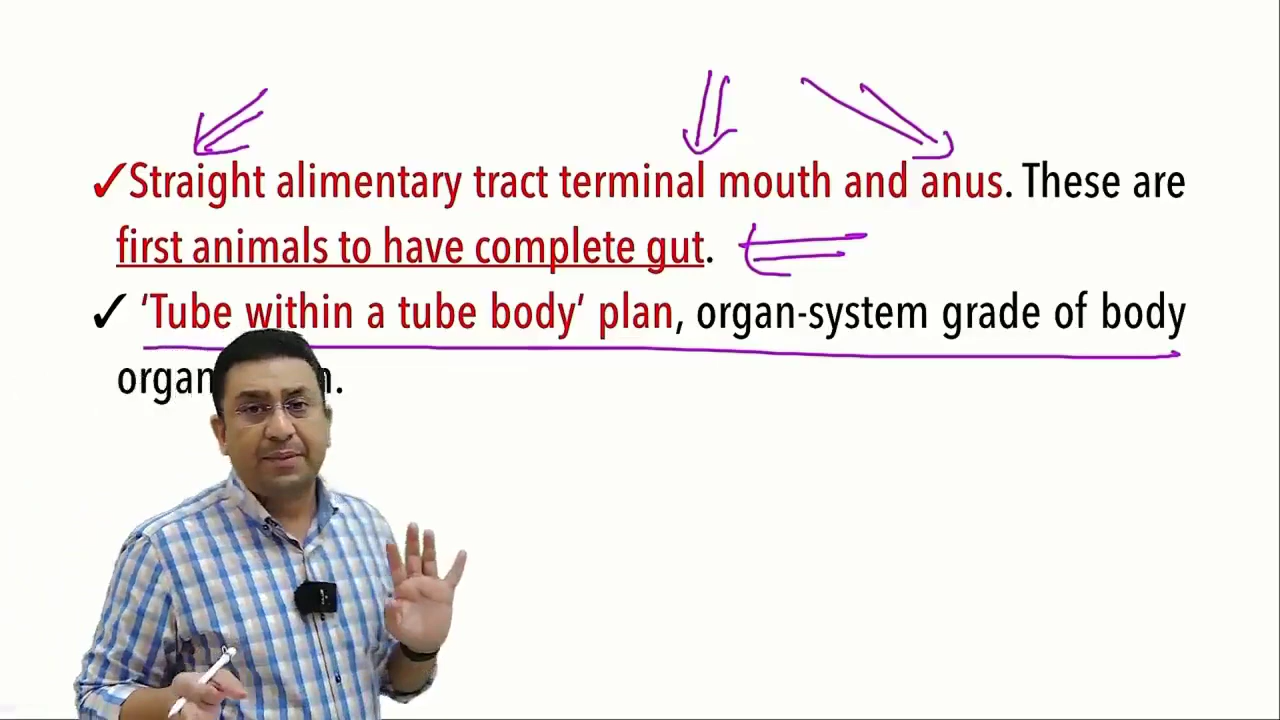 ✓Straight alimentary tract terminal mouth and anus. These are
first animals to have complete gut.
✓ ‘Tube within a tube body’ plan, organ-system grade of body